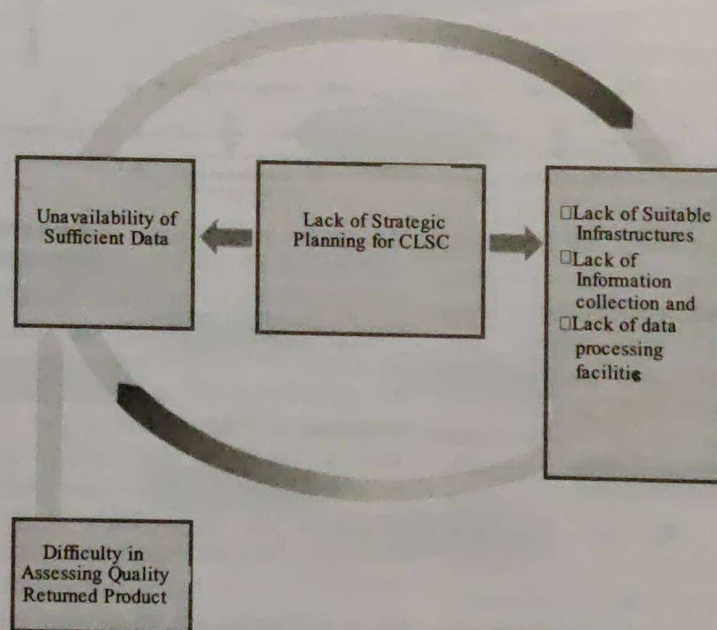 Unavailability of
Sufficient Data
Lack of Strategic
Planning for CLSC
□Lack of Suitable
Infrastructures
□Lack of
Information
collection and
□Lack of data
processing
facilitis
Difficulty in
Assessing Quality
Returned Product